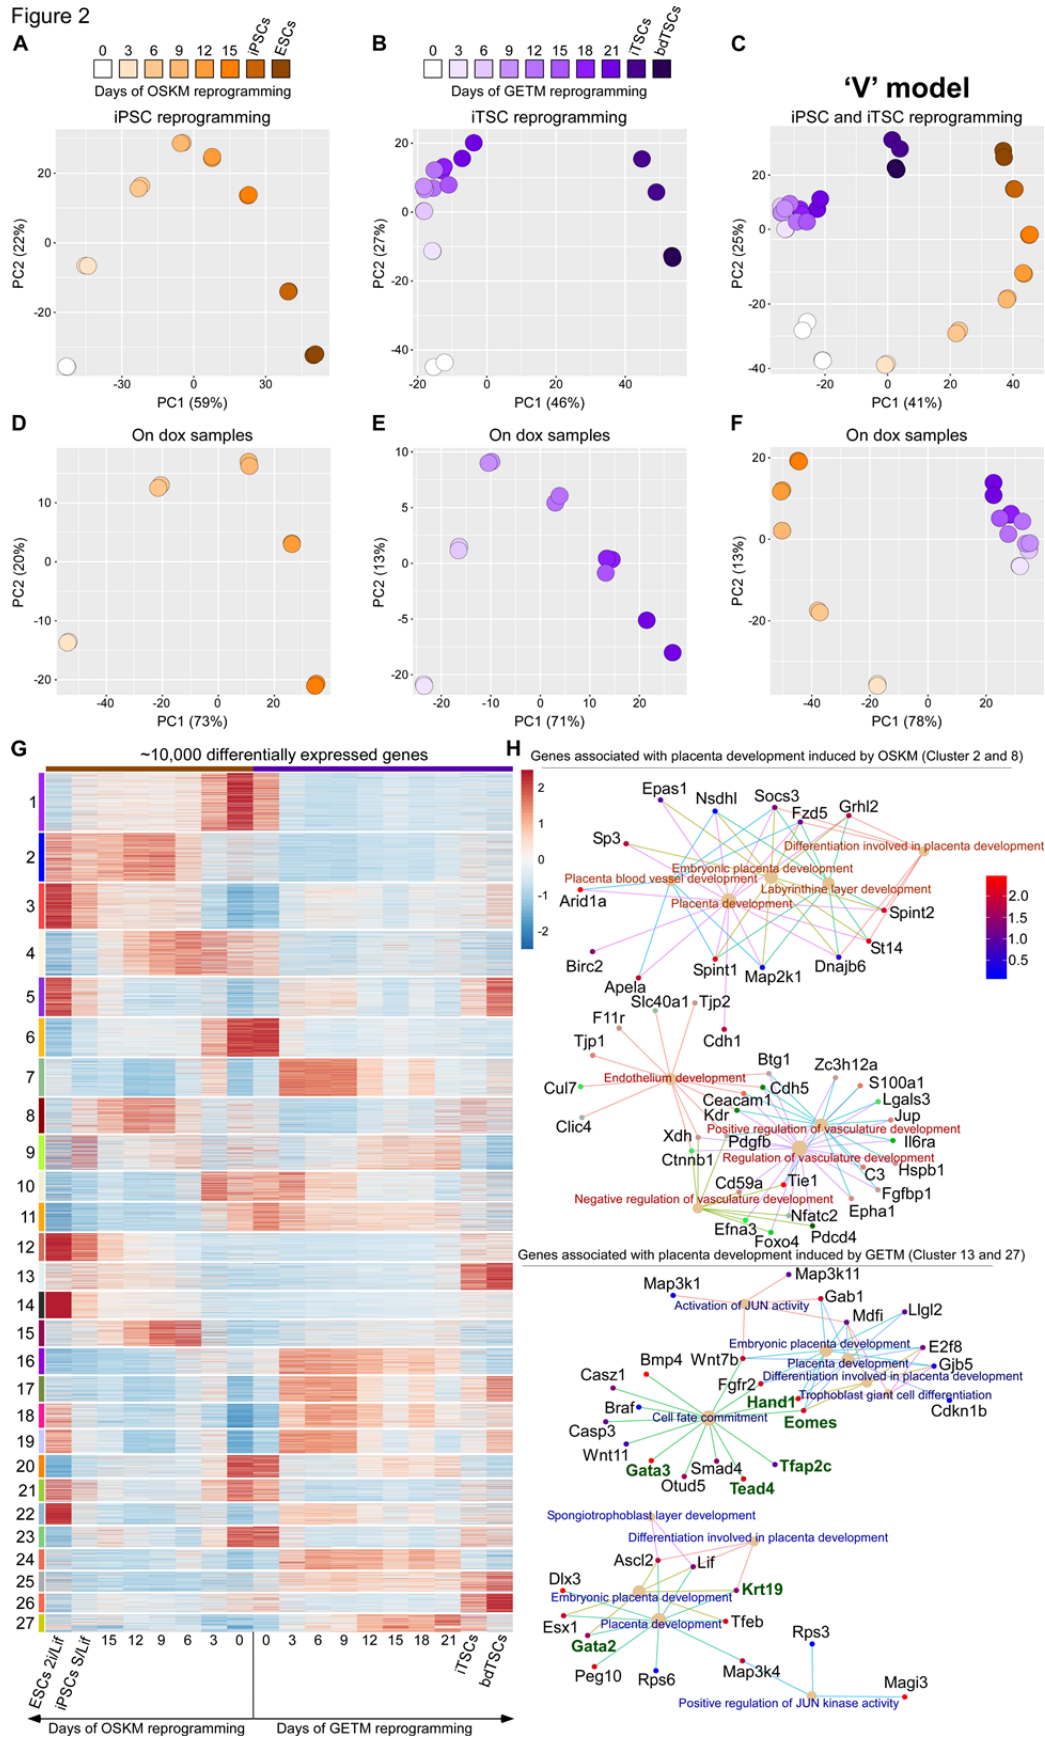 Figure 2
A
0 3 6 9 12 15 iPSCs ESCs
Days of OSKM reprogramming
iPSC reprogramming
20
0
-20
PC2 (22%)
-30 0 30
PC1 (59%)
B
0 3 6 9 12 15 18 21 iTSCs bdTSCs
Days of GETM reprogramming
iTSC reprogramming
20
0
-20
-40
PC2 (27%)
-20 0 20 40
PC1 (46%)
C
‘V’ model
iPSC and iTSC reprogramming
20
0
-20
-40
PC2 (25%)
-20 0 20 40
PC1 (41%)
D
On dox samples
10
0
-10
-20
PC2 (20%)
-40 -20 0 20
PC1 (73%)
E
On dox samples
10
5
0
-5
-20
PC2 (13%)
-20 -10 0 10 20
PC1 (71%)
F
On dox samples
20
0
-20
PC2 (13%)
-40 -20 0 20
PC1 (78%)
G
~10,000 differentially expressed genes
1
2
3
4
5
6
7
8
9
10
11
12
13
14
15
16
17
18
19
20
21
22
23
24
25
26
27
2
1
0
-1
-2
ESCs 2i/Lif iPSCs S/Lif 15 12 9 6 3 0 0 3 6 9 12 15 18 21 iTSCs bdTSCs
Days of OSKM reprogramming Days of GETM reprogramming
H
Genes associated with placenta development induced by OSKM (Cluster 2 and 8)
Epas1
Nsdhl
Socs3
Fzd5
Grhl2
Sp3
Differentiation involved in placenta development
Embryonic placenta development
Placenta blood vessel development
Labyrinthine layer development
Arid1a
Placenta development
Spint2
St14
Birc2
Spint1
Map2k1
Dnajb6
Apela
2.0
1.5
1.0
0.5
Slc40a1
Tjp2
F11r
Cdh1
Tjp1
Btg1
Zc3h12a
Endothelium development
Cul7
Cdh5
S100a1
Ceacam1
Lgals3
Clic4
Kdr
Jup
Positive regulation of vasculature development
Xdh
Pdgfb
Il6ra
Ctnnb1
Regulation of vasculature development
C3
Hspb1
Cd59a
Tie1
Fgfbp1
Negative regulation of vasculature development
Epha1
Efna3
Nfatc2
Foxo4
Pdcd4
Genes associated with placenta development induced by GETM (Cluster 13 and 27)
Map3k11
Map3k1
Gab1
Activation of JUN activity
Mdfi
Llgl2
Embryonic placenta development
E2f8
Bmp4
Wnt7b
Placenta development
Gjb5
Casz1
Fgfr2
Differentiation involved in placenta development
Hand1
Trophoblast giant cell differentiation
Braf
Cell fate commitment
Eomes
Cdkn1b
Casp3
Wnt11
Gata3
Smad4
Tfap2c
Otud5
Tead4
Spongiotrophoblast layer development
Differentiation involved in placenta development
Ascl2
Lif
Dlx3
Krt19
Embryonic placenta development
Esx1
Placenta development
Tfeb
Gata2
Rps3
Peg10
Rps6
Map3k4
Magi3
Positive regulation of JUN kinase activity